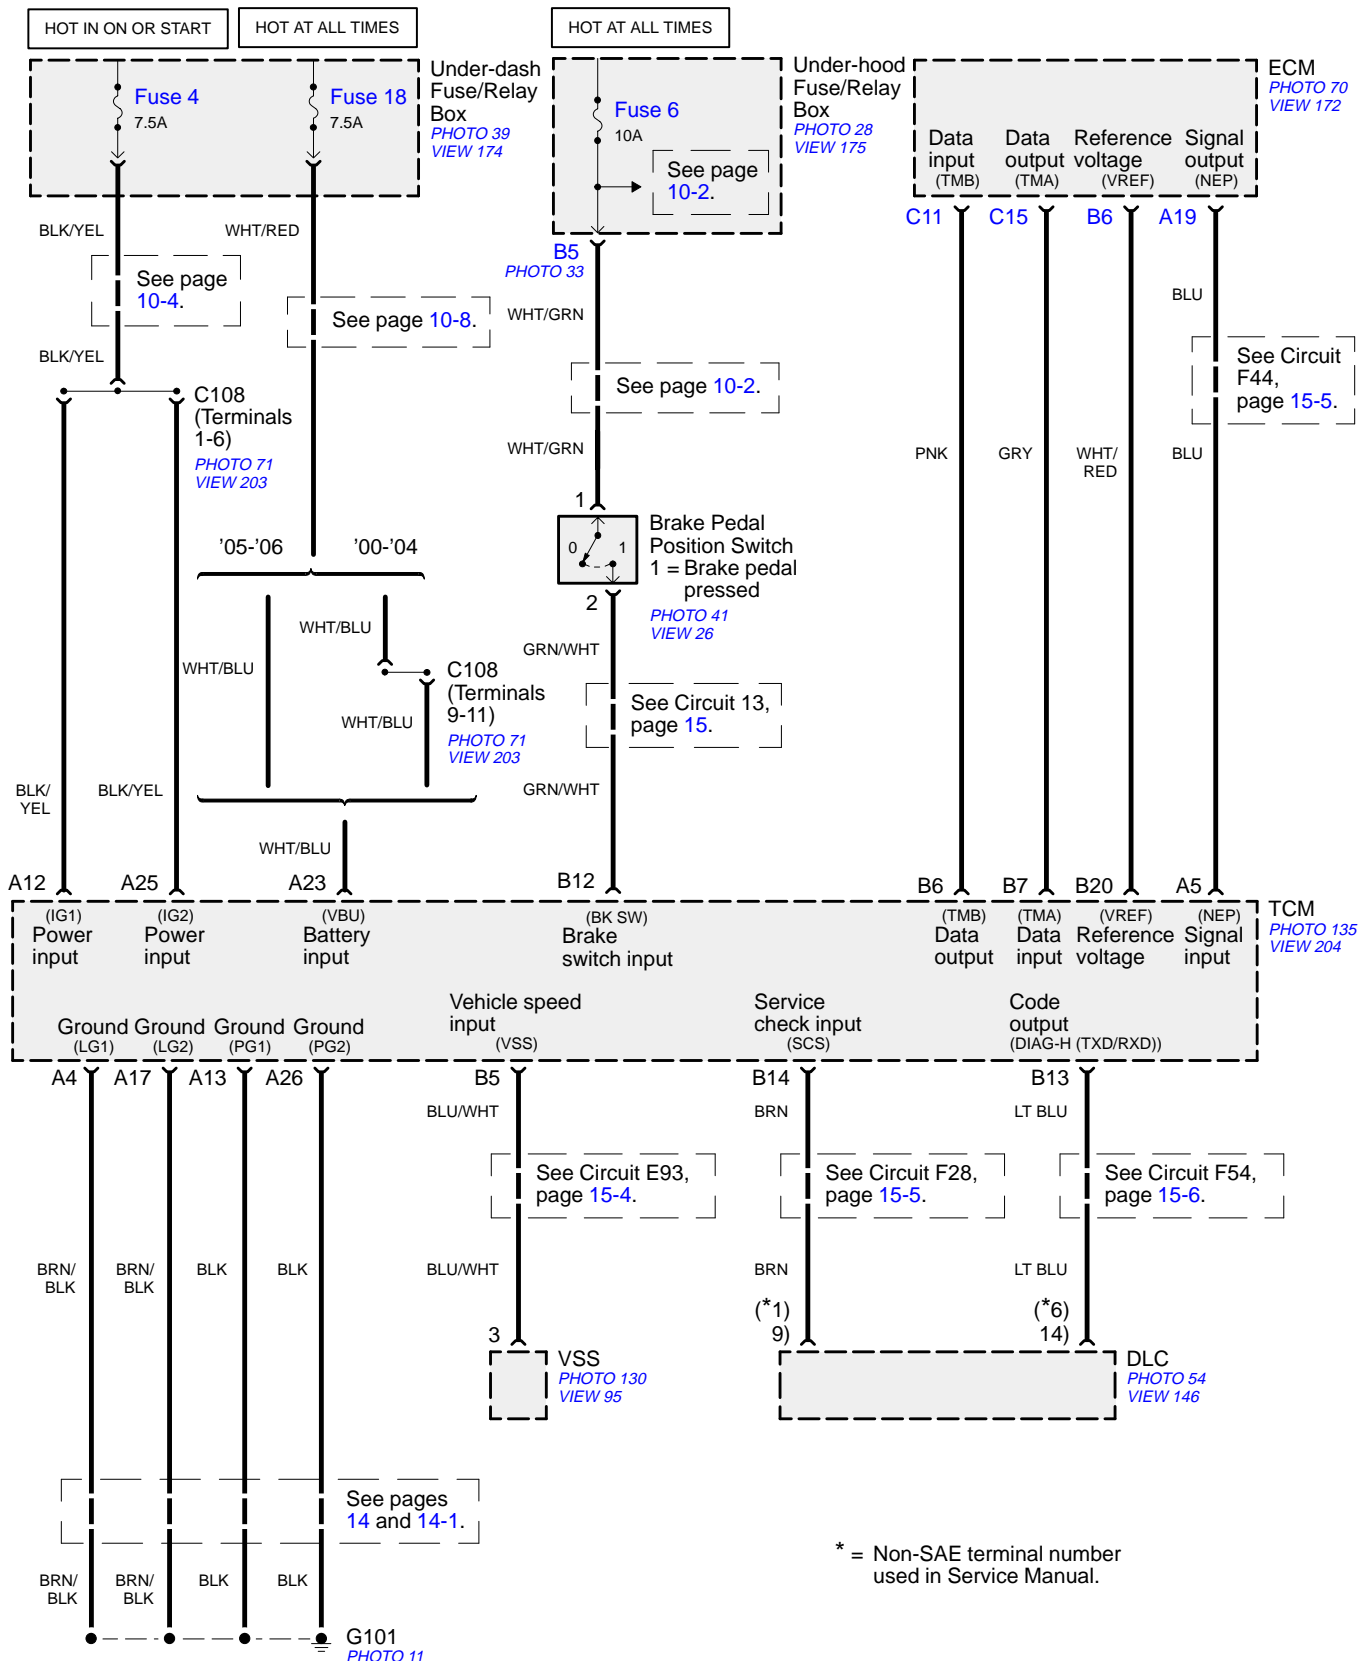 HOT IN ON OR START
HOT AT ALL TIMES
HOT AT ALL TIMES
Fuse 4
7.5A
Fuse 18
7.5A
Under-dash
Fuse/Relay
Box
PHOTO 39
VIEW 174
Fuse 6
10A
See page
10-2.
Under-hood
Fuse/Relay
Box
PHOTO 28
VIEW 175
ECM
PHOTO 70
VIEW 172
Data
input
(TMB)
Data
output
(TMA)
Reference
voltage
(VREF)
Signal
output
(NEP)
C11
C15
B6
A19
BLK/YEL
WHT/RED
B5
PHOTO 33
See page
10-4.
See page 10-8.
WHT/GRN
BLU
BLK/YEL
See page 10-2.
See Circuit
F44,
page 15-5.
C108
(Terminals
1-6)
PHOTO 71
VIEW 203
WHT/GRN
PNK
GRY
WHT/
RED
BLU
1
Brake Pedal
Position Switch
1 = Brake pedal
pressed
PHOTO 41
VIEW 26
0
1
2
’05-’06
’00-’04
WHT/BLU
WHT/BLU
C108
(Terminals
9-11)
PHOTO 71
VIEW 203
WHT/BLU
GRN/WHT
See Circuit 13,
page 15.
GRN/WHT
BLK/
YEL
BLK/YEL
WHT/BLU
A12
A25
A23
B12
B6
B7
B20
A5
(IG1)
Power
input
(IG2)
Power
input
(VBU)
Battery
input
(BK SW)
Brake
switch input
(TMB)
Data
output
(TMA)
Data
input
(VREF)
Reference
voltage
(NEP)
Signal
input
TCM
PHOTO 135
VIEW 204
Ground
(LG1)
Ground
(LG2)
Ground
(PG1)
Ground
(PG2)
Vehicle speed
input
(VSS)
Service
check input
(SCS)
Code
output
(DIAG-H (TXD/RXD))
A4
A17
A13
A26
B5
B14
B13
BLU/WHT
BRN
LT BLU
See Circuit E93,
page 15-4.
See Circuit F28,
page 15-5.
See Circuit F54,
page 15-6.
BRN/
BLK
BRN/
BLK
BLK
BLK
BLU/WHT
BRN
LT BLU
3
(*1)
9)
(*6)
14)
VSS
PHOTO 130
VIEW 95
DLC
PHOTO 54
VIEW 146
See pages
14 and 14-1.
* = Non-SAE terminal number
used in Service Manual.
BRN/
BLK
BRN/
BLK
BLK
BLK
G101
PHOTO 11